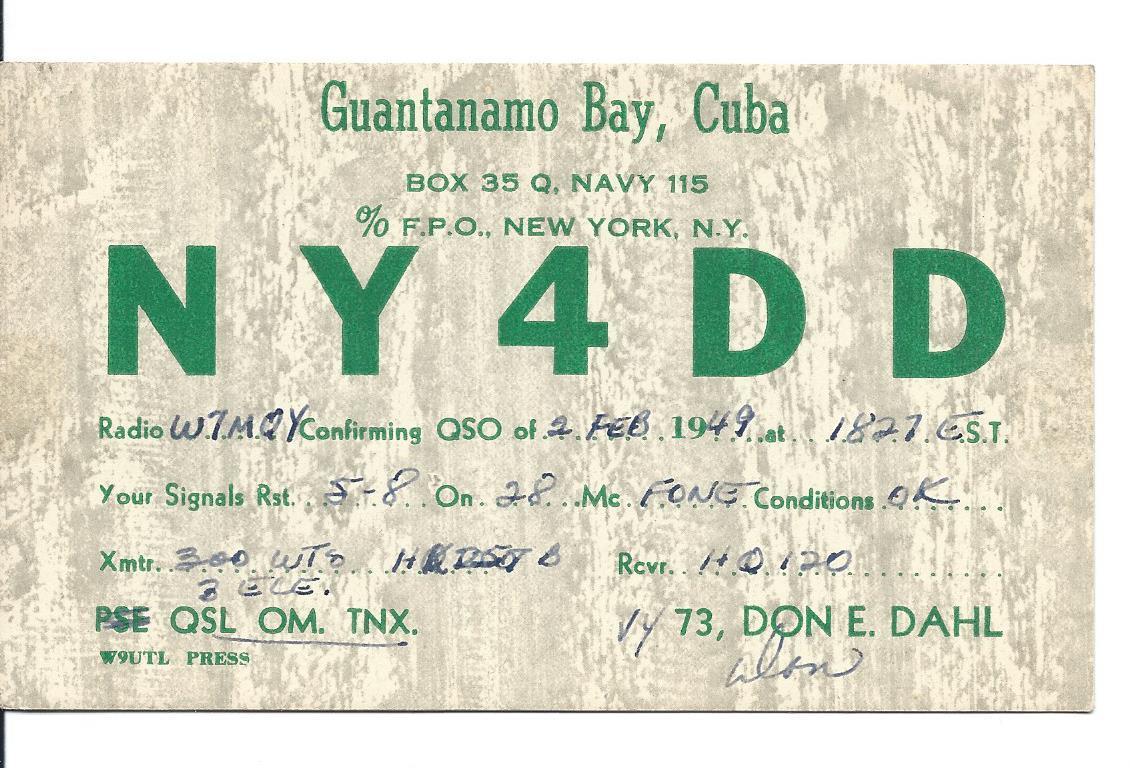 Guantanamo Bay, Cuba
BOX 35 Q, NAVY 115
% F.P.O., NEW YORK, N.Y.
NY4DD
Radio W7MQY Confirming QSO of 2 FEB 1949 at 1827 E.S.T.
Your Signals Rst. 5-8 On 28 Mc FONE Conditions OK
Xmtr. 300 WTS B Rcvr. HQ 120
3 ELE.
PSE QSL OM. TNX. Vy 73, DON E. DAHL
W9UTL PRESS Don